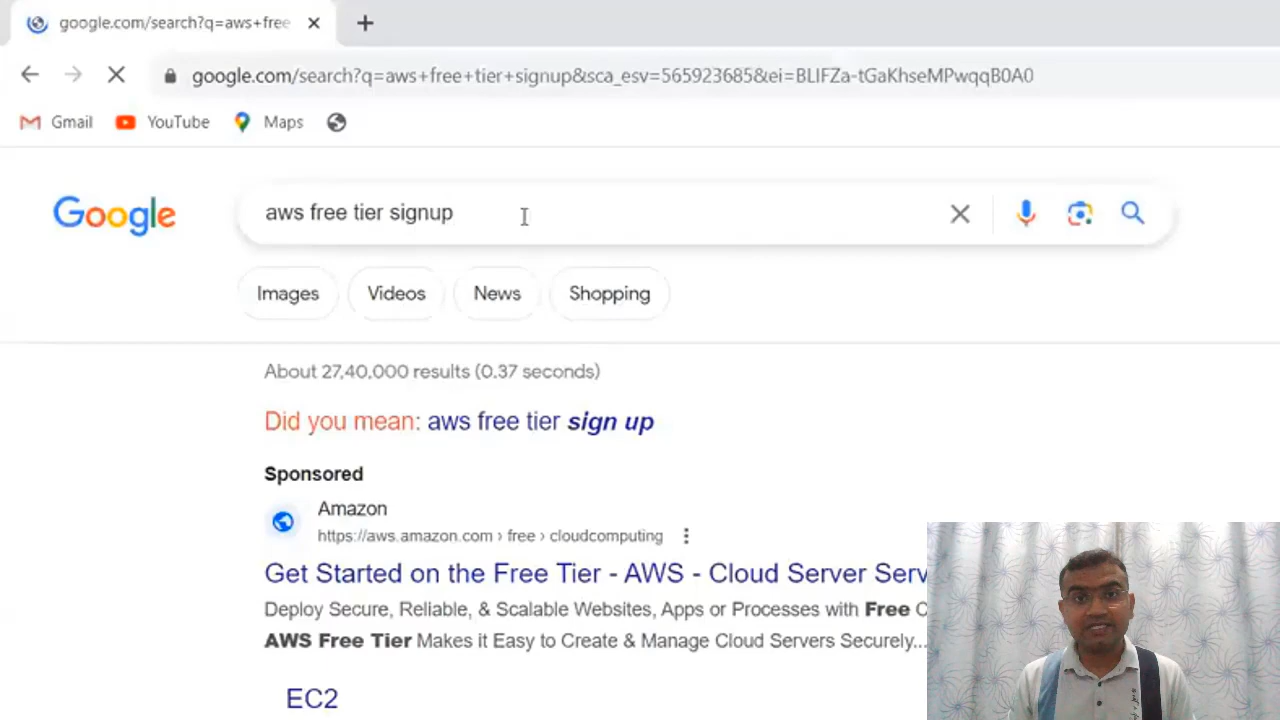 google.com/search?q=aws+free
google.com/search?q=aws+free+tier+signup&sca_esv=565923685&ei=BLIFZa-tGaKhseMPwqqB0A0
Gmail YouTube Maps
Google
aws free tier signup
Images Videos News Shopping
About 27,40,000 results (0.37 seconds)
Did you mean: aws free tier sign up
Sponsored
Amazon
https://aws.amazon.com › free › cloudcomputing
Get Started on the Free Tier - AWS - Cloud Server Serv
Deploy Secure, Reliable, & Scalable Websites, Apps or Processes with Free C
AWS Free Tier Makes it Easy to Create & Manage Cloud Servers Securely...
EC2